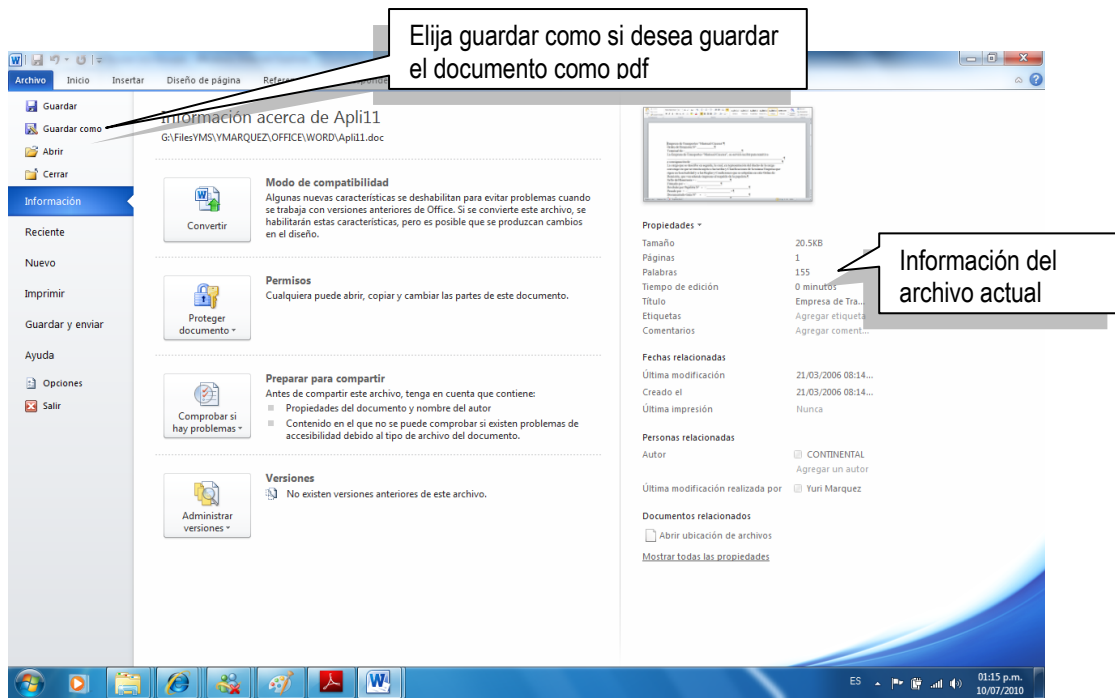 Elija guardar como si desea guardar
el documento como pdf
Archivo Inicio Insertar Diseño de página
Guardar
Guardar como
Abrir
Cerrar
Información
Reciente
Nuevo
Imprimir
Guardar y enviar
Ayuda
Opciones
Salir
Información acerca de Apli11
G:\FilesYMS\YMARQUEZ\OFFICE\WORD\Apli11.doc
Convertir
Modo de compatibilidad
Algunas nuevas características se deshabilitan para evitar problemas cuando
se trabaja con versiones anteriores de Office. Si se convierte este archivo, se
habilitarán estas características, pero es posible que se produzcan cambios
en el diseño.
Proteger
documento
Permisos
Cualquiera puede abrir, copiar y cambiar las partes de este documento.
Comprobar si
hay problemas
Preparar para compartir
Antes de compartir este archivo, tenga en cuenta que contiene:
Propiedades del documento y nombre del autor
Contenido en el que no se puede comprobar si existen problemas de
accesibilidad debido al tipo de archivo del documento.
Administrar
versiones
Versiones
No existen versiones anteriores de este archivo.
Propiedades
Tamaño 20.5KB
Páginas 1
Palabras 155
Tiempo de edición 0 minutos
Título Empresa de Tra...
Etiquetas Agregar etiqueta
Comentarios Agregar coment...
Información del
archivo actual
Fechas relacionadas
Última modificación 21/03/2006 08:14...
Creado el 21/03/2006 08:14...
Última impresión Nunca
Personas relacionadas
Autor CONTINENTAL
Agregar un autor
Última modificación realizada por Yuri Marquez
Documentos relacionados
Abrir ubicación de archivos
Mostrar todas las propiedades
ES 01:15 p.m.
10/07/2010